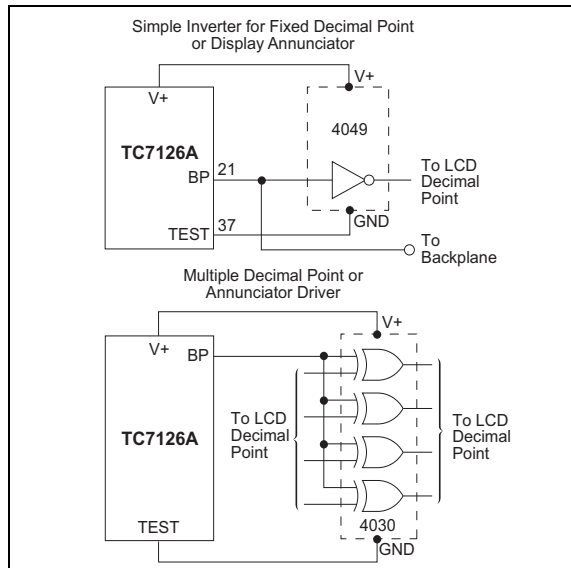 Simple Inverter for Fixed Decimal Point
or Display Annunciator
V+
V+
4049
TC7126A
BP
21
To LCD
Decimal
Point
GND
TEST
37
To
Backplane
Multiple Decimal Point or
Annunciator Driver
V+
V+
BP
To LCD
Decimal
Point
To LCD
Decimal
Point
TC7126A
TEST
4030
GND